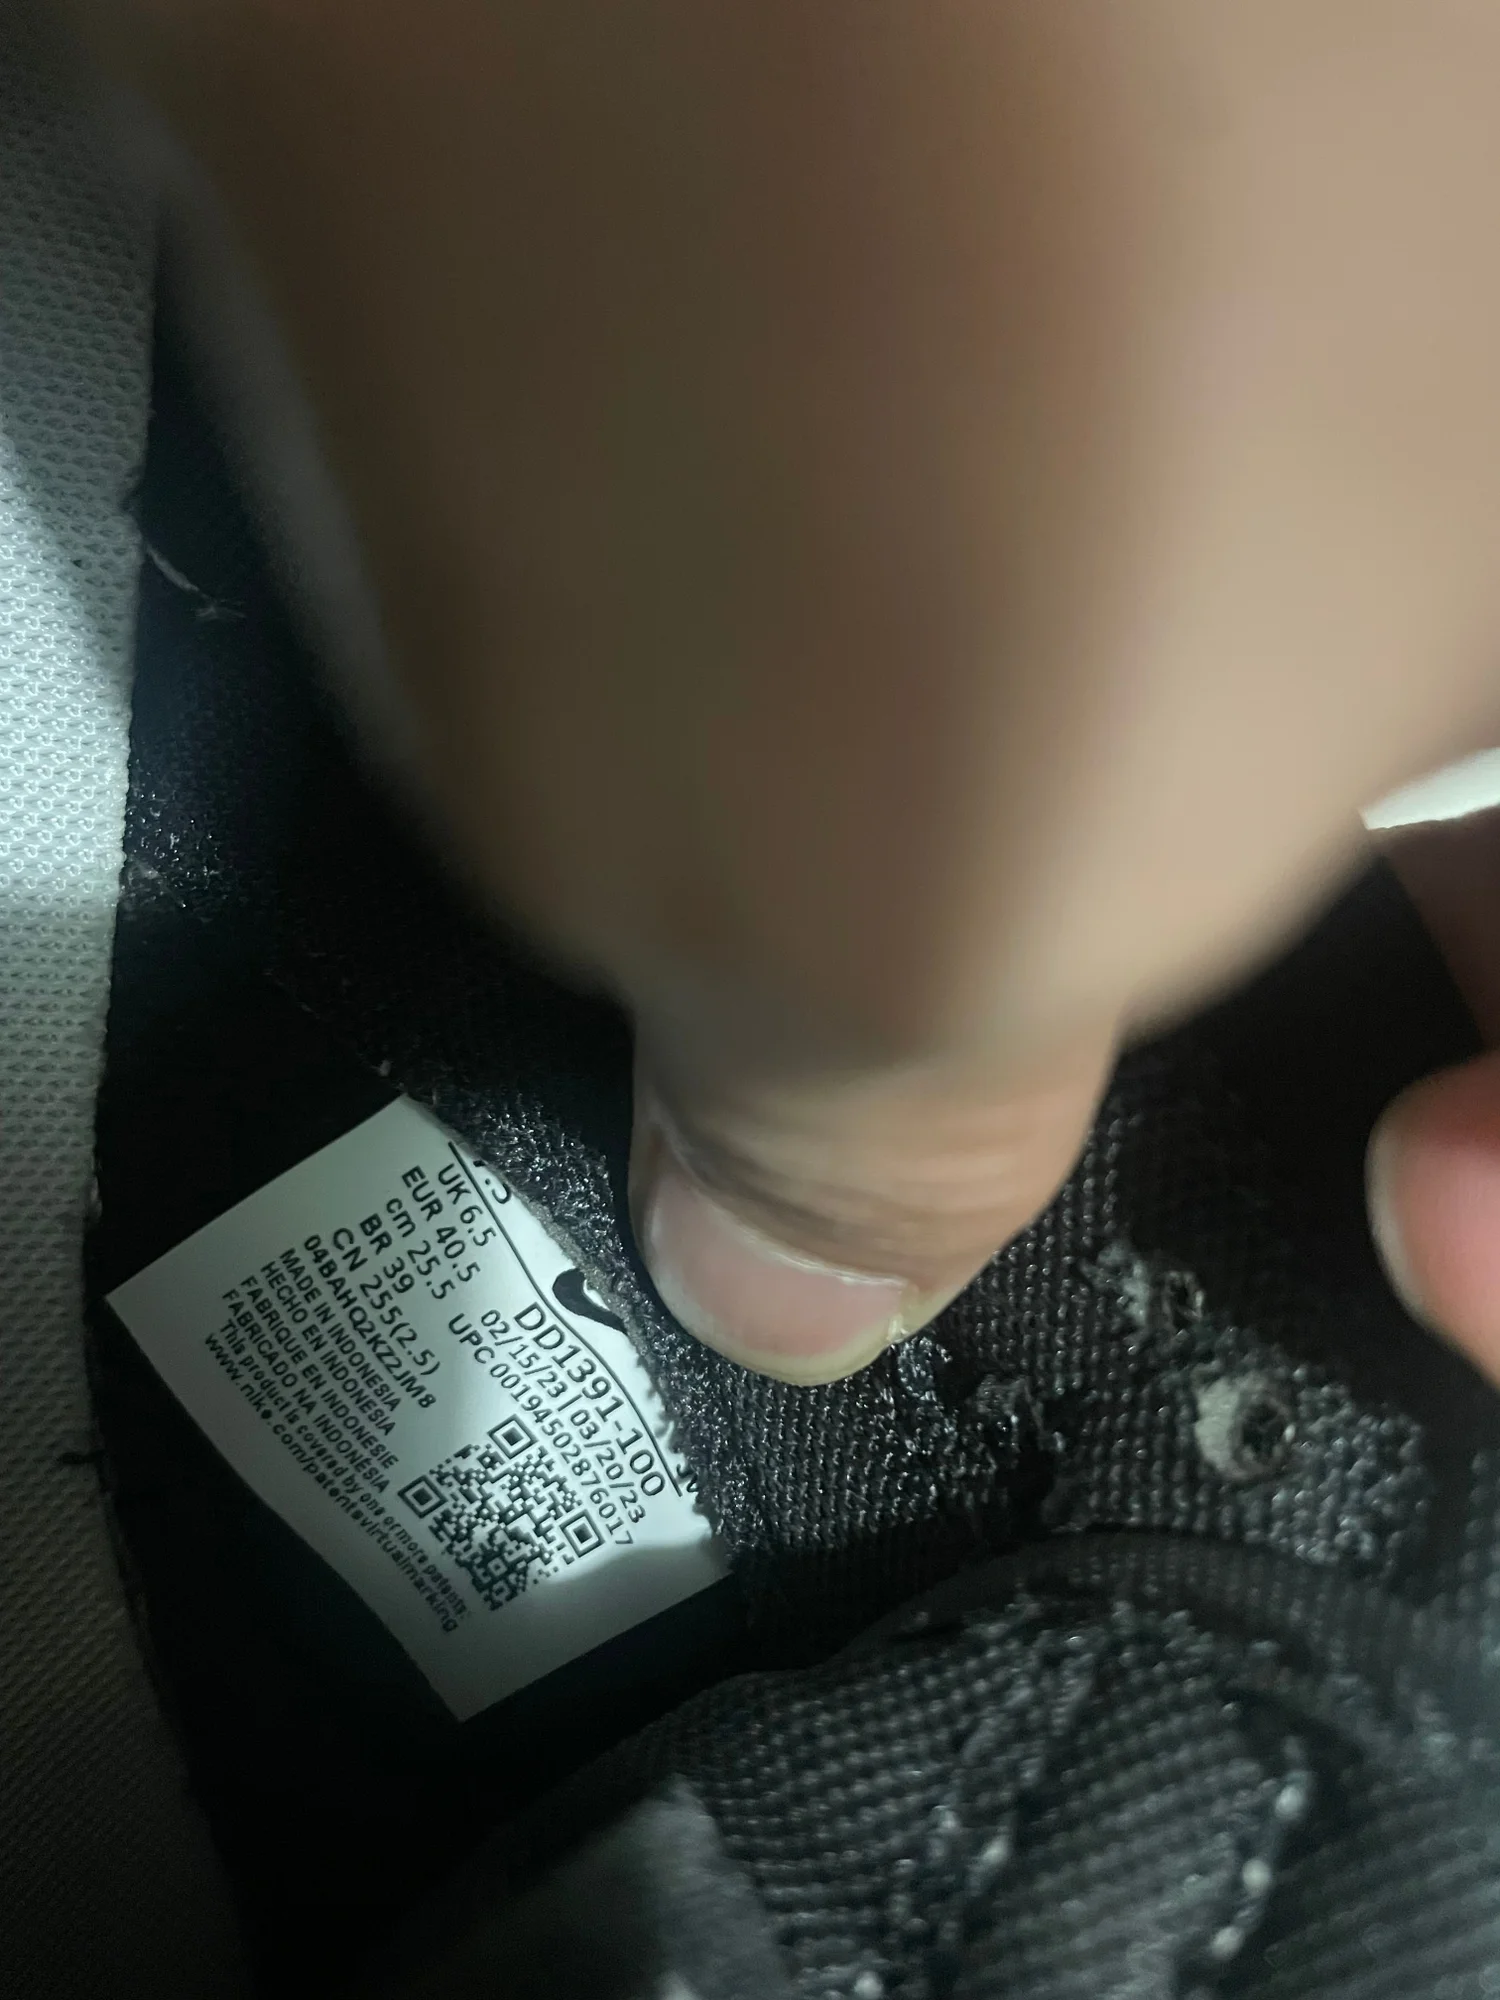 UK 6.5
EUR 40.5
cm 25.5
BR 39
CN 255(2.5)
DD1391-100
02/15/23 | 03/20/23
UPC 00194502876017
04BAHQ2KZ2JM8
MADE IN INDONESIA
HECHO EN INDONESIA
FABRIQUE EN INDONÉSIE
FABRICADO NA INDONÉSIA
This product is covered by one or more patents:
www.nike.com/patentsvirtualmarking